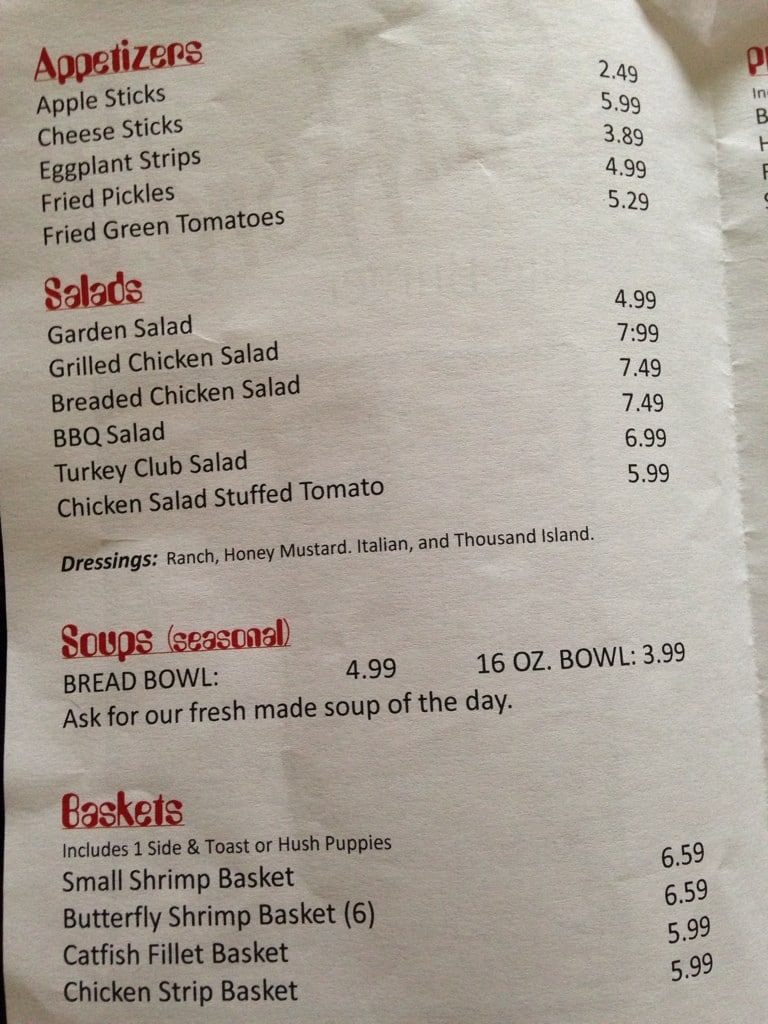 Appetizers
Apple Sticks 2.49
Cheese Sticks 5.99
Eggplant Strips 3.89
Fried Pickles 4.99
Fried Green Tomatoes 5.29
Salads
Garden Salad 4.99
Grilled Chicken Salad 7:99
Breaded Chicken Salad 7.49
BBQ Salad 7.49
Turkey Club Salad 6.99
Chicken Salad Stuffed Tomato 5.99
Dressings: Ranch, Honey Mustard. Italian, and Thousand Island.
Soups (seasonal)
BREAD BOWL: 4.99 16 OZ. BOWL: 3.99
Ask for our fresh made soup of the day.
Baskets
Includes 1 Side & Toast or Hush Puppies
Small Shrimp Basket 6.59
Butterfly Shrimp Basket (6) 6.59
Catfish Fillet Basket 5.99
Chicken Strip Basket 5.99